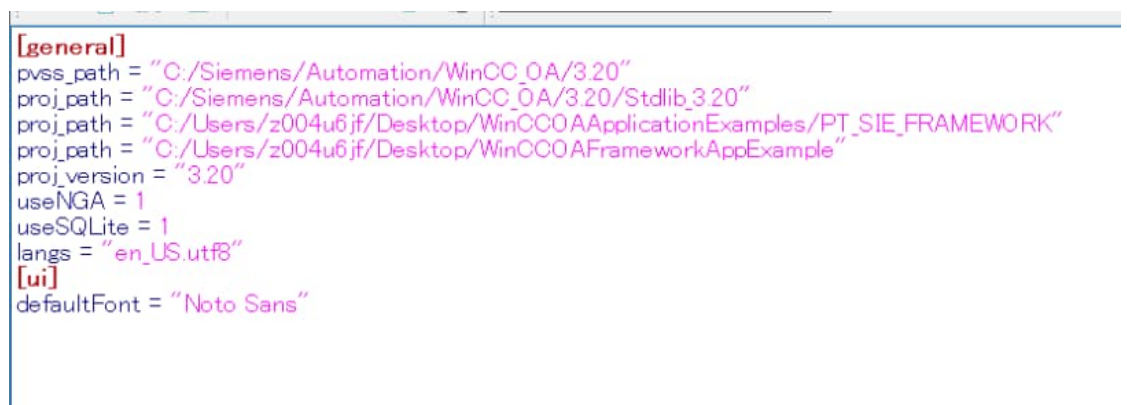 [general]
pvss_path = "C:/Siemens/Automation/WinCC_OA/3.20"
proj_path = "C:/Siemens/Automation/WinCC_OA/3.20/Stdlib_3.20"
proj_path = "C:/Users/z004u6jf/Desktop/WinCCOAApplicationExamples/PT_SIE_FRAMEWORK"
proj_path = "C:/Users/z004u6jf/Desktop/WinCCOAFrameworkAppExample"
proj_version = "3.20"
useNGA = 1
useSQLite = 1
langs = "en_US.utf8"
[ui]
defaultFont = "Noto Sans"